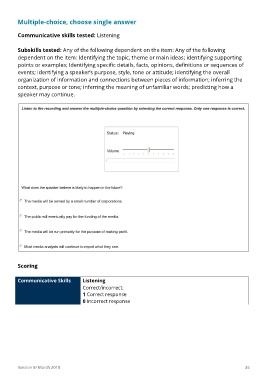 Multiple-choice, choose single answer
Communicative skills tested: Listening
Subskills tested: Any of the following dependent on the item: Any of the following
dependent on the item: Identifying the topic, theme or main ideas; identifying supporting
points or examples; Identifying specific details, facts, opinions, definitions or sequences of
events; Identifying a speaker's purpose, style, tone or attitude; identifying the overall
organization of information and connections between pieces of information; inferring the
context, purpose or tone; inferring the meaning of unfamiliar words; predicting how a
speaker may continue.
Listen to the recording and answer the multiple-choice question by selecting the correct response. Only one response is correct.
Status: Playing
Volume
What does the speaker believe is likely to happen in the future?
The media will be owned by a small number of corporations.
The public will eventually pay for the funding of the media.
The media will be run primarily for the purpose of making profit.
Most media analysts will continue to report what they see.
Scoring
Communicative Skills
Listening
Correct/incorrect:
1 Correct response
0 Incorrect response